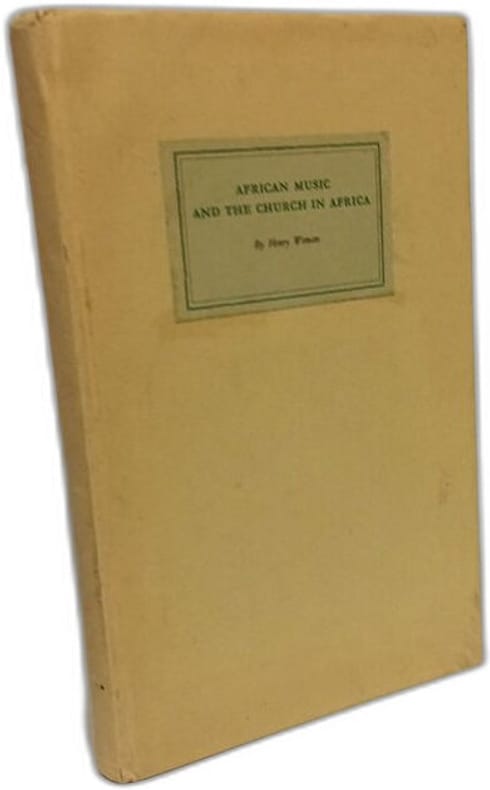 AFRICAN MUSIC
AND THE CHURCH IN AFRICA
By Henry Weman